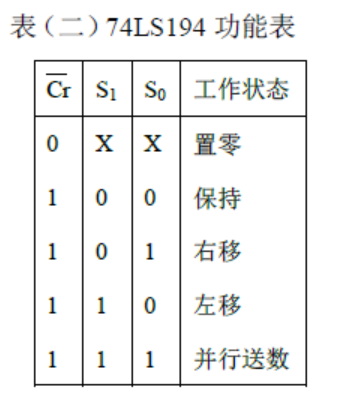 表（二）74LS194 功能表
C̅r S₁ S₀ 工作状态
0 X X 置零
1 0 0 保持
1 0 1 右移
1 1 0 左移
1 1 1 并行送数